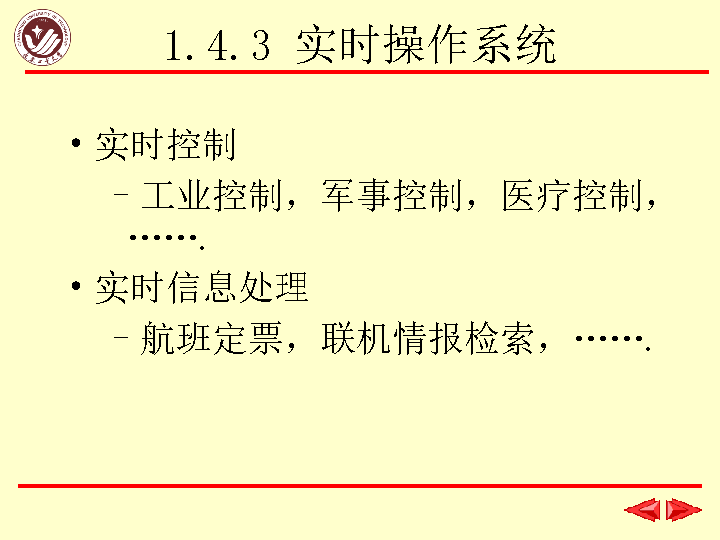 1.4.3 实时操作系统
•实时控制
–工业控制，军事控制，医疗控制，
…….
•实时信息处理
–航班定票，联机情报检索，…….